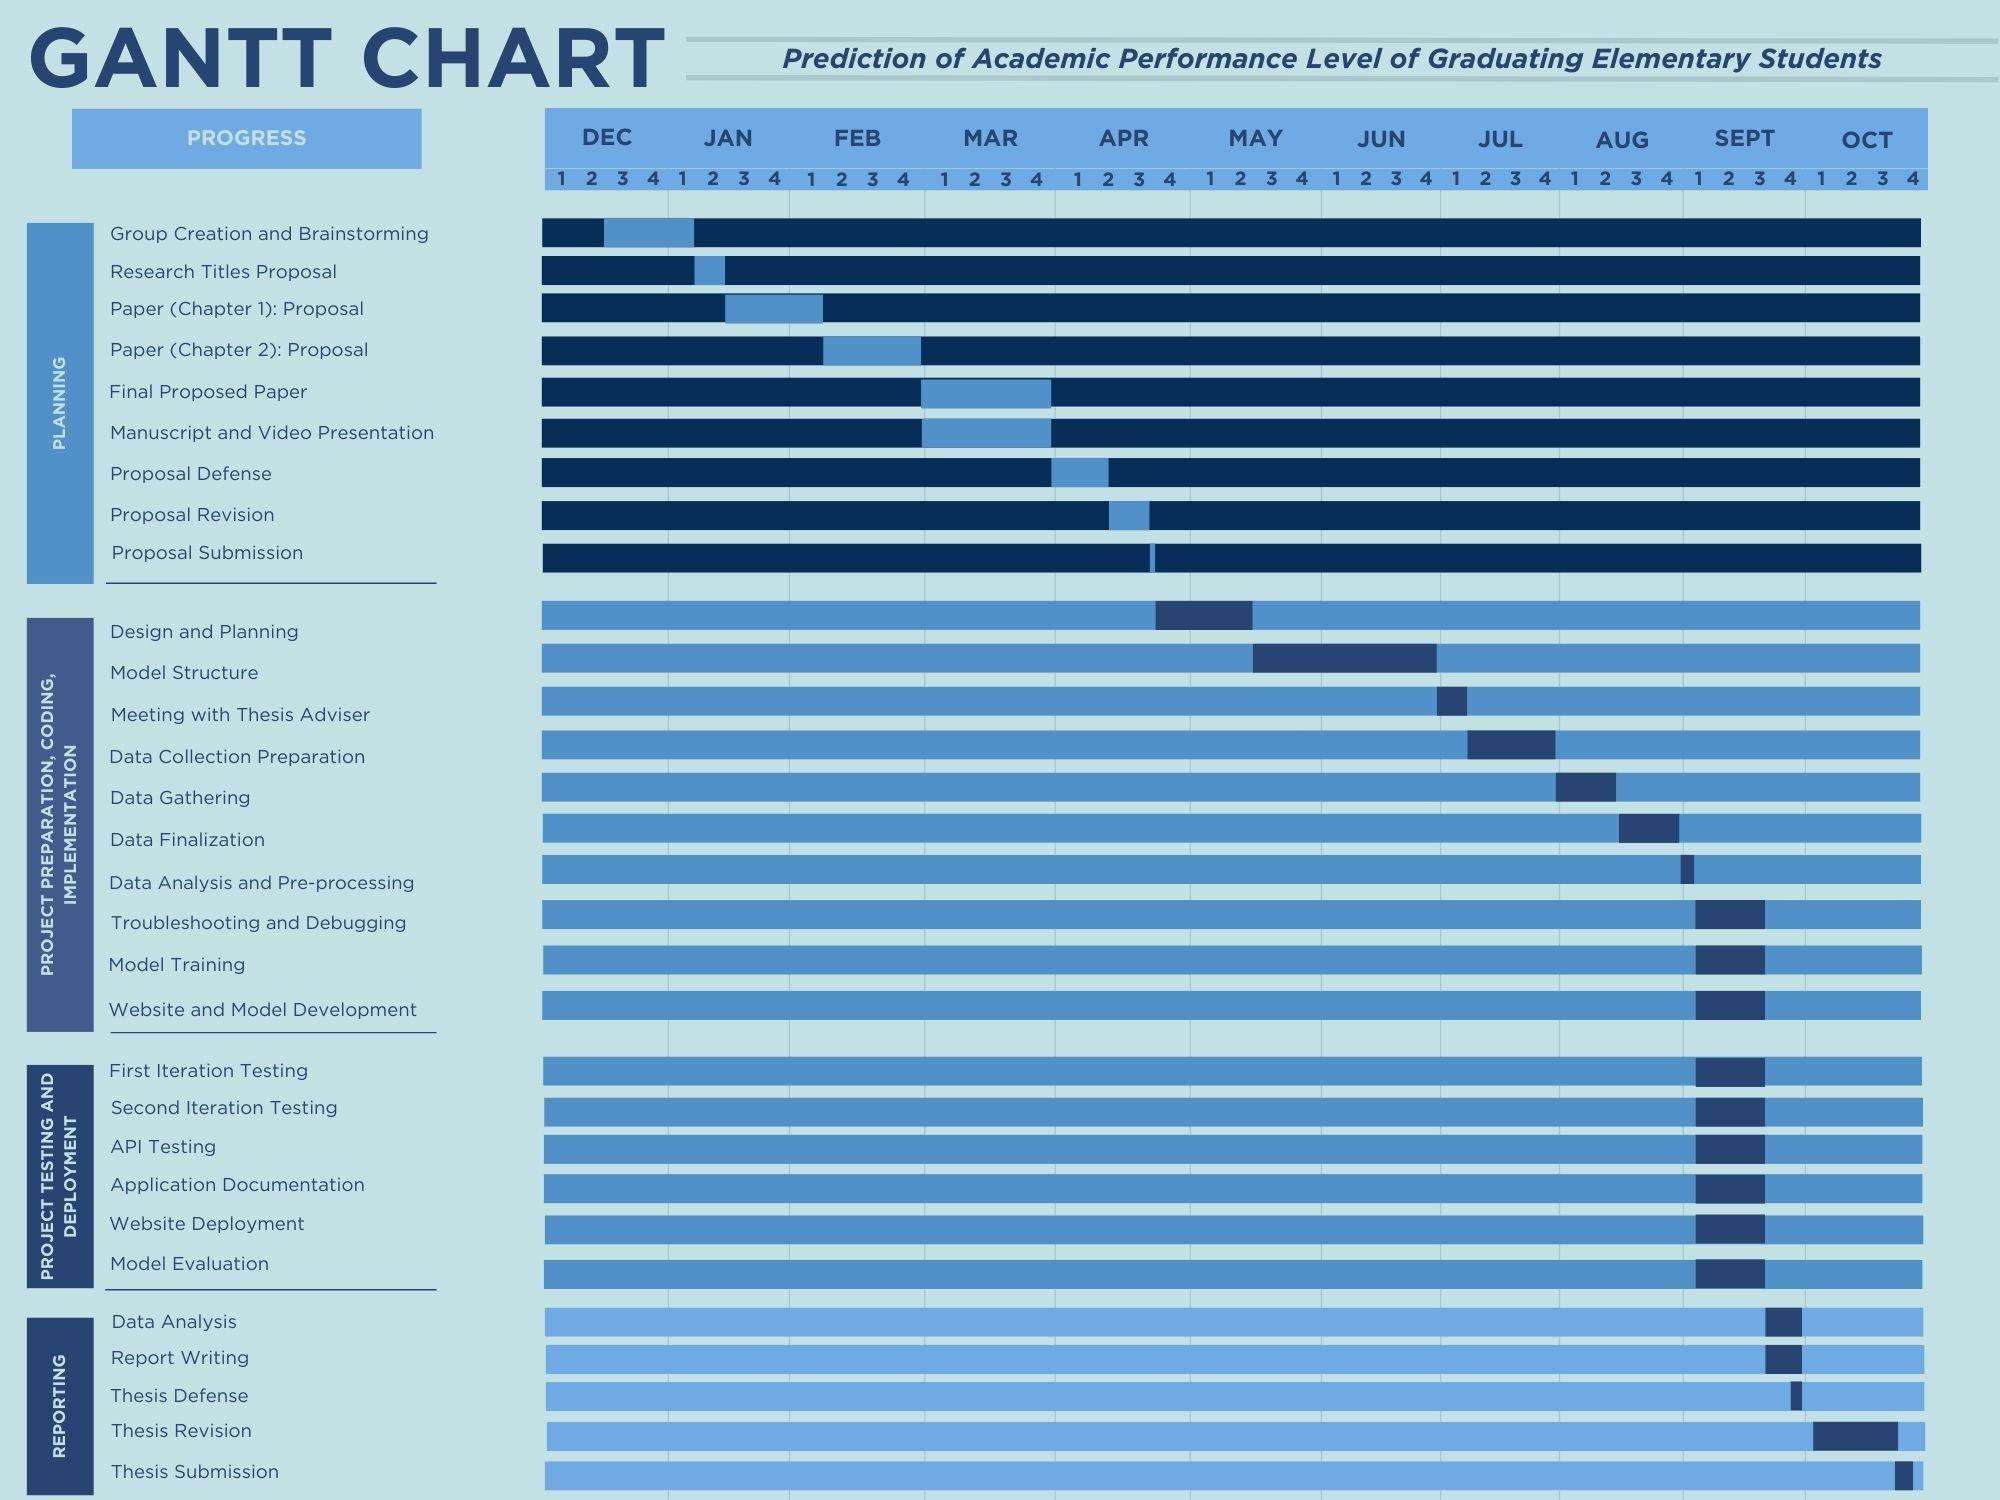 GANTT CHART
Prediction of Academic Performance Level of Graduating Elementary Students
PROGRESS
DEC JAN FEB MAR APR MAY JUN JUL AUG SEPT OCT
1 2 3 4 1 2 3 4 1 2 3 4 1 2 3 4 1 2 3 4 1 2 3 4 1 2 3 4 1 2 3 4 1 2 3 4 1 2 3 4 1 2 3 4
PLANNING
Group Creation and Brainstorming
Research Titles Proposal
Paper (Chapter 1): Proposal
Paper (Chapter 2): Proposal
Final Proposed Paper
Manuscript and Video Presentation
Proposal Defense
Proposal Revision
Proposal Submission
PROJECT PREPARATION, CODING,
IMPLEMENTATION
Design and Planning
Model Structure
Meeting with Thesis Adviser
Data Collection Preparation
Data Gathering
Data Finalization
Data Analysis and Pre-processing
Troubleshooting and Debugging
Model Training
Website and Model Development
PROJECT TESTING AND
DEPLOYMENT
First Iteration Testing
Second Iteration Testing
API Testing
Application Documentation
Website Deployment
Model Evaluation
REPORTING
Data Analysis
Report Writing
Thesis Defense
Thesis Revision
Thesis Submission